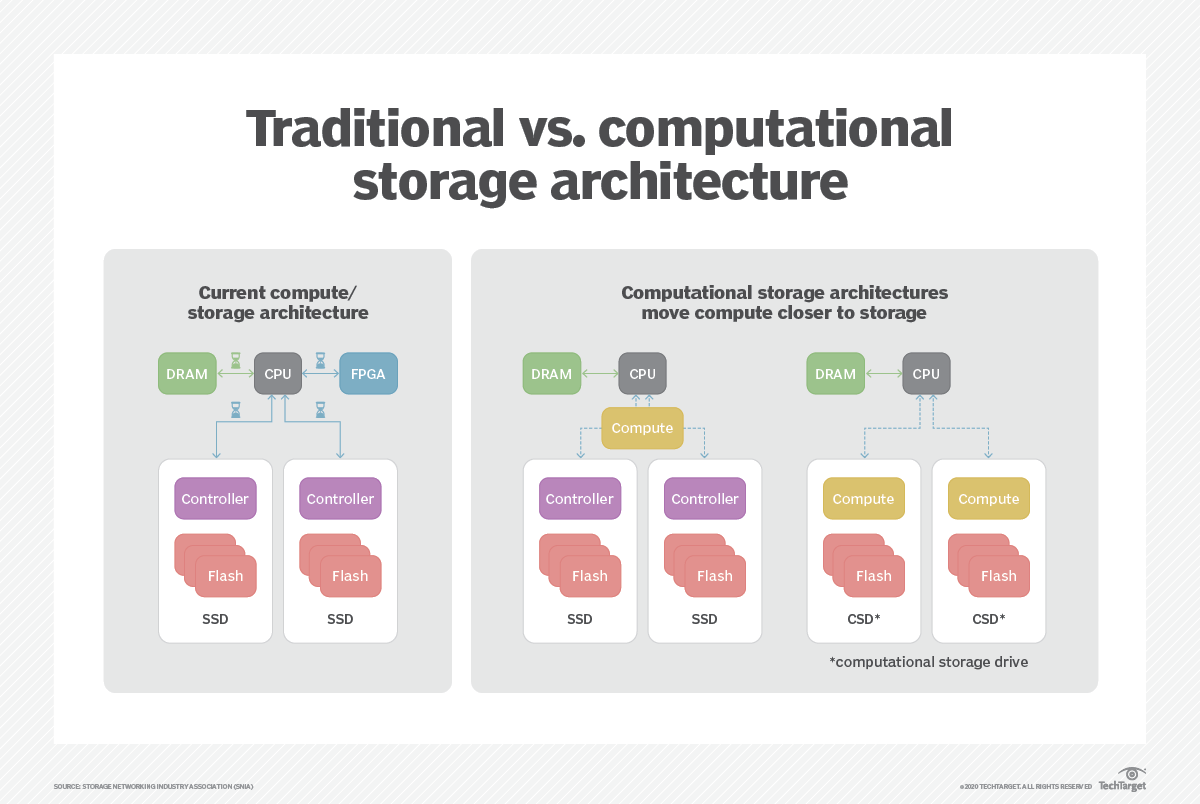 Traditional vs. computational
storage architecture
Current compute/
storage architecture
DRAM
CPU
FPGA
Controller
Flash
SSD
Controller
Flash
SSD
Computational storage architectures
move compute closer to storage
DRAM
CPU
Compute
Controller
Flash
SSD
Controller
Flash
SSD
DRAM
CPU
Compute
Flash
CSD*
Compute
Flash
CSD*
*computational storage drive
SOURCE: STORAGE NETWORKING INDUSTRY ASSOCIATION (SNIA)
©2020 TECHTARGET. ALL RIGHTS RESERVED
TechTarget